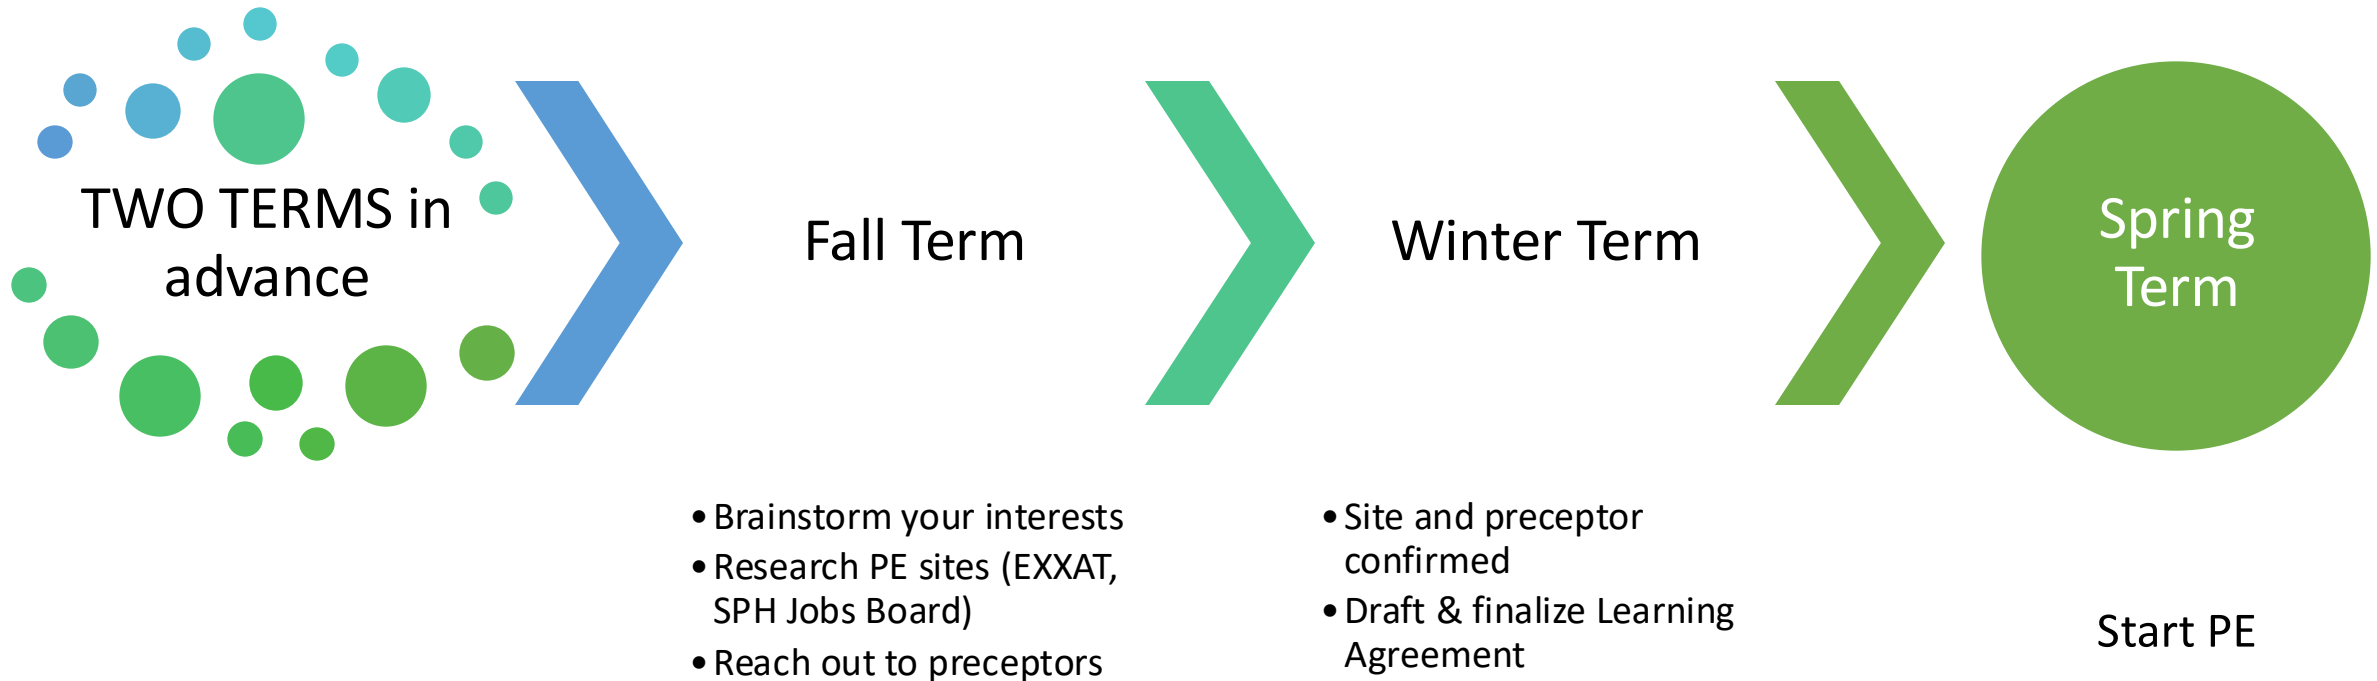 TWO TERMS in
advance
Fall Term
Winter Term
Spring
Term
•Brainstorm your interests
•Research PE sites (EXXAT,
SPH Jobs Board)
•Reach out to preceptors
•Site and preceptor
confirmed
•Draft & finalize Learning
Agreement
Start PE